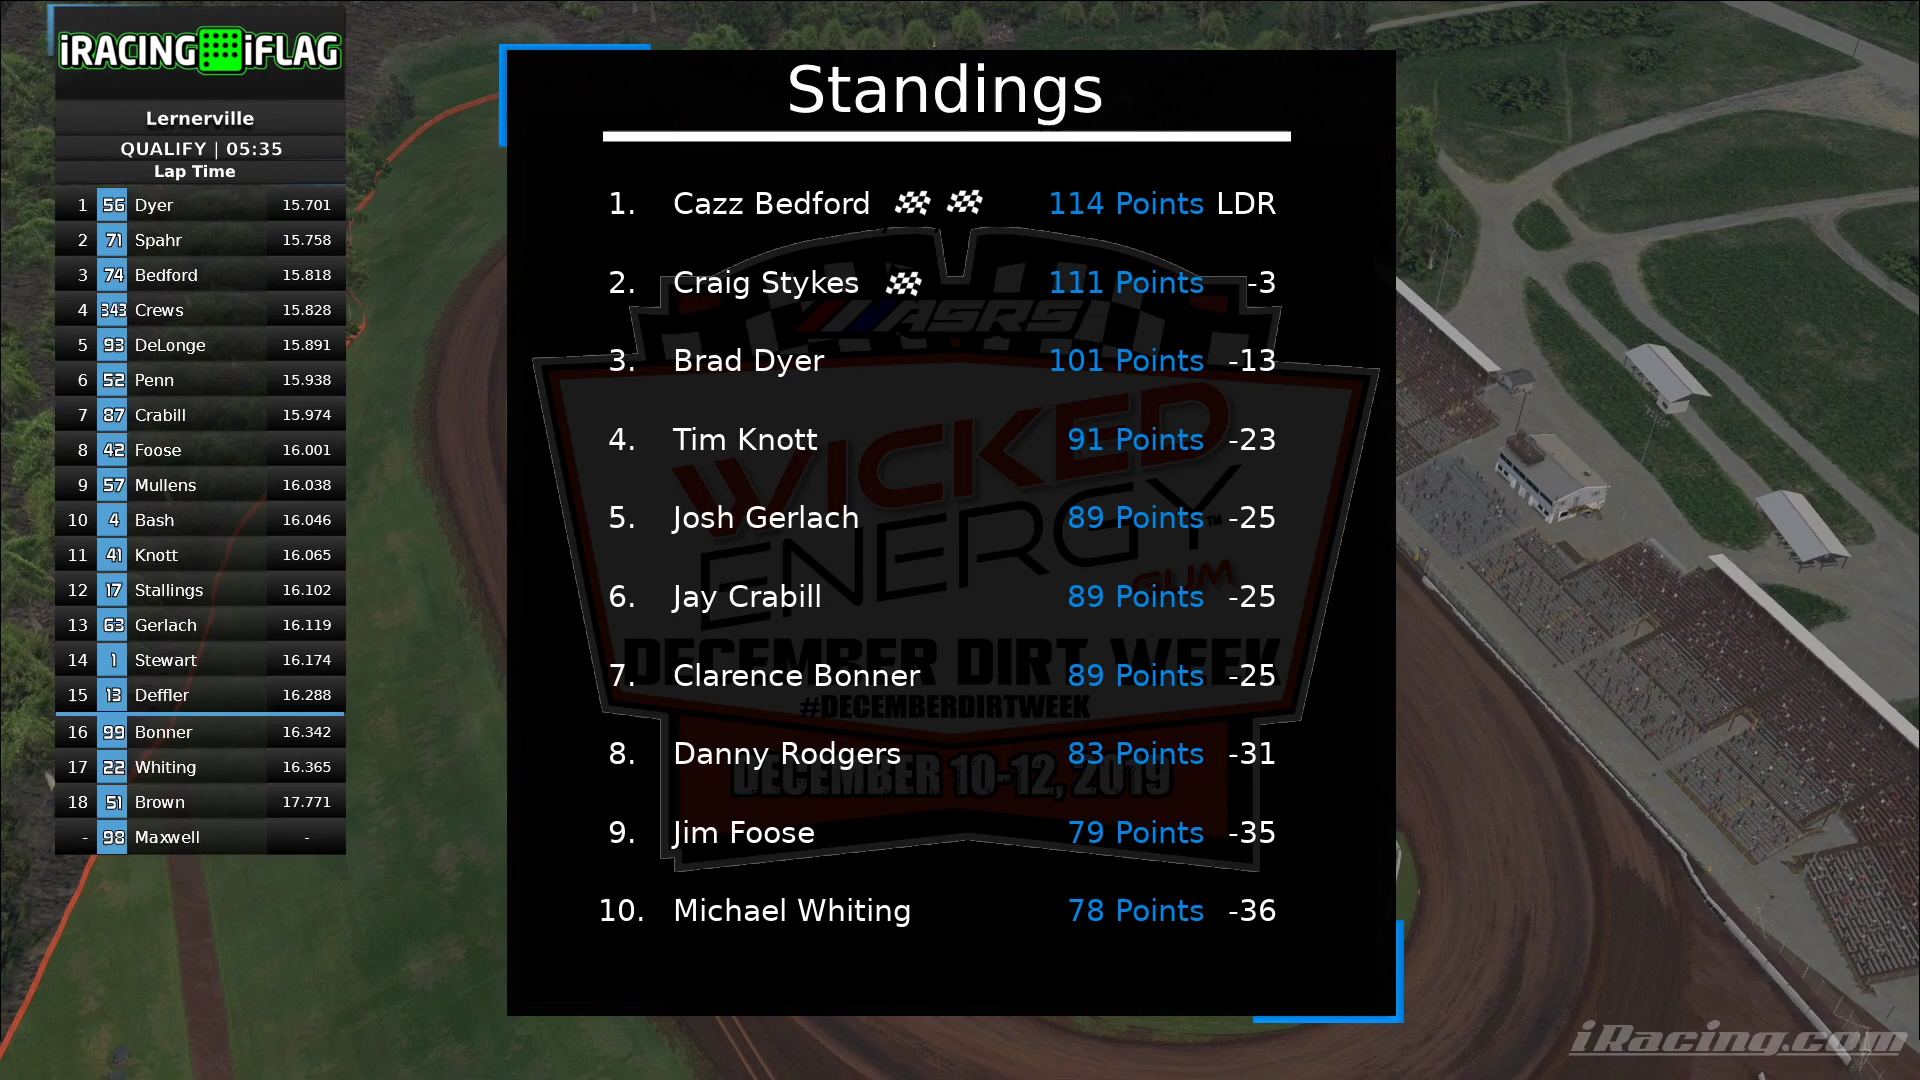 iRACING iFLAG
Lernerville
QUALIFY | 05:35
Lap Time
1 56 Dyer 15.701
2 71 Spahr 15.758
3 74 Bedford 15.818
4 343 Crews 15.828
5 93 DeLonge 15.891
6 52 Penn 15.938
7 87 Crabill 15.974
8 42 Foose 16.001
9 57 Mullens 16.038
10 4 Bash 16.046
11 41 Knott 16.065
12 17 Stallings 16.102
13 63 Gerlach 16.119
14 1 Stewart 16.174
15 13 Deffler 16.288
16 99 Bonner 16.342
17 22 Whiting 16.365
18 51 Brown 17.771
- 98 Maxwell -
Standings
1. Cazz Bedford 114 Points LDR
2. Craig Stykes 111 Points -3
3. Brad Dyer 101 Points -13
4. Tim Knott 91 Points -23
5. Josh Gerlach 89 Points -25
6. Jay Crabill 89 Points -25
7. Clarence Bonner 89 Points -25
8. Danny Rodgers 83 Points -31
9. Jim Foose 79 Points -35
10. Michael Whiting 78 Points -36
ASRS
WICKED
ENERGY™
GUM
DECEMBER DIRT WEEK
#DECEMBERDIRTWEEK
DECEMBER 10-12, 2019
iRacing.com